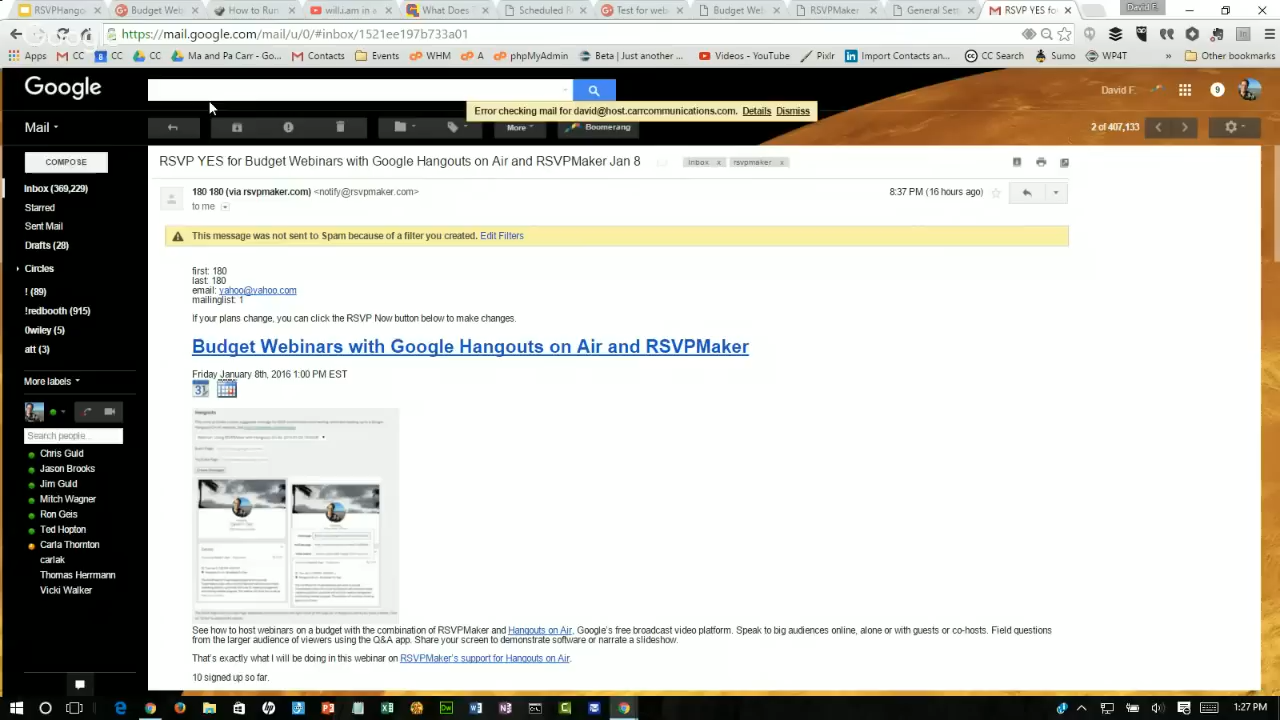 RSVPHango
How to Run
will.i.am in a
What Does
Scheduled R
Test for web
Budget Web
RSVPMaker
General Sett
RSVP YES fo
David F.
https://mail.google.com/mail/u/0/#inbox/1521ee197b733a01
Apps
M CC
CC
Ma and Pa Carr - Go
Contacts
Events
WHM
A
phpMyAdmin
Beta | Just another ...
Videos - YouTube
Pixlr
Imagination.com
CC Search
Sumo
WP
»
Other bookmarks
Google
David F.
9
Error checking mail for david@host.carrcommunications.com. Details Dismiss
Mail
More
Boomerang
2 of 407,133
COMPOSE
RSVP YES for Budget Webinars with Google Hangouts on Air and RSVPMaker Jan 8
Inbox x
rsvpmaker x
Inbox (369,229)
Starred
Sent Mail
Drafts (28)
Circles
! (89)
!redbooth (915)
0wiley (5)
att (3)
More labels
180 180 (via rsvpmaker.com) <notify@rsvpmaker.com>
8:37 PM (16 hours ago)
to me
This message was not sent to Spam because of a filter you created. Edit Filters
first: 180
last: 180
email: yahoo@yahoo.com
mailinglist: 1
If your plans change, you can click the RSVP Now button below to make changes.
Budget Webinars with Google Hangouts on Air and RSVPMaker
Friday January 8th, 2016 1:00 PM EST
31
Hangouts
Search people...
Chris Guld
Jason Brooks
Jim Guld
Mitch Wagner
Ron Geis
Ted Hopton
Carla Thornton
carlak
Thomas Herrmann
Vicki Walker
See how to host webinars on a budget with the combination of RSVPMaker and Hangouts on Air, Google's free broadcast video platform. Speak to big audiences online, alone or with guests or co-hosts. Field questions
from the larger audience of viewers using the Q&A app. Share your screen to demonstrate software or narrate a slideshow.
That's exactly what I will be doing in this webinar on RSVPMaker's support for Hangouts on Air.
10 signed up so far.
1:27 PM